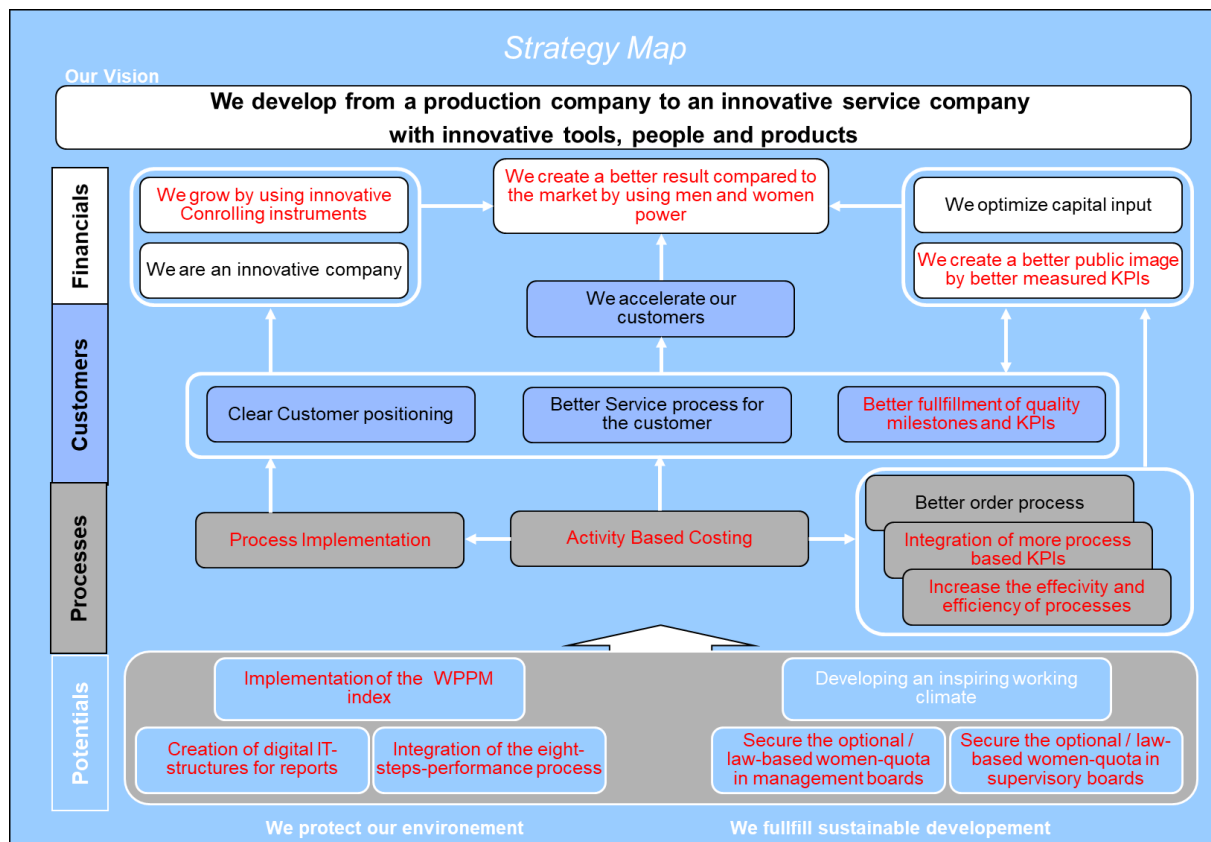 Strategy Map
Our Vision
We develop from a production company to an innovative service company
with innovative tools, people and products
Financials
We grow by using innovative
Conrolling instruments
We are an innovative company
We create a better result compared to
the market by using men and women
power
We optimize capital input
We create a better public image
by better measured KPIs
Customers
We accelerate our
customers
Clear Customer positioning
Better Service process for
the customer
Better fullfillment of quality
milestones and KPIs
Processes
Process Implementation
Activity Based Costing
Better order process
Integration of more process
based KPIs
Increase the effecivity and
efficiency of processes
Potentials
Implementation of the WPPM
index
Developing an inspiring working
climate
Creation of digital IT-
structures for reports
Integration of the eight-
steps-performance process
Secure the optional /
law-based women-quota
in management boards
Secure the optional / law-
based women-quota in
supervisory boards
We protect our environement
We fullfill sustainable developement